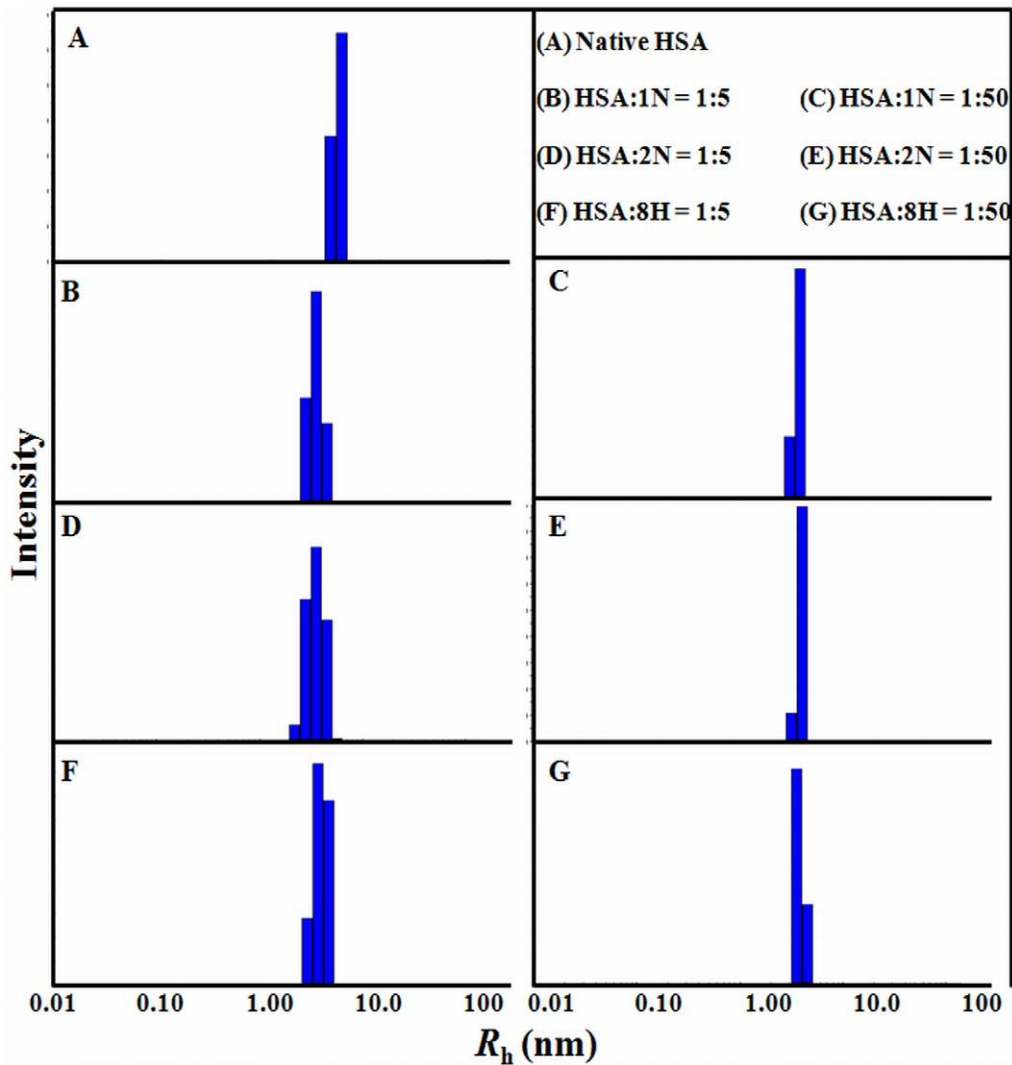 A
(A) Native HSA
(B) HSA:1N = 1:5 (C) HSA:1N = 1:50
(D) HSA:2N = 1:5 (E) HSA:2N = 1:50
(F) HSA:8H = 1:5 (G) HSA:8H = 1:50
B
C
D
E
F
G
Intensity
0.01 0.10 1.00 10.0 100
0.01 0.10 1.00 10.0 100
Rh (nm)